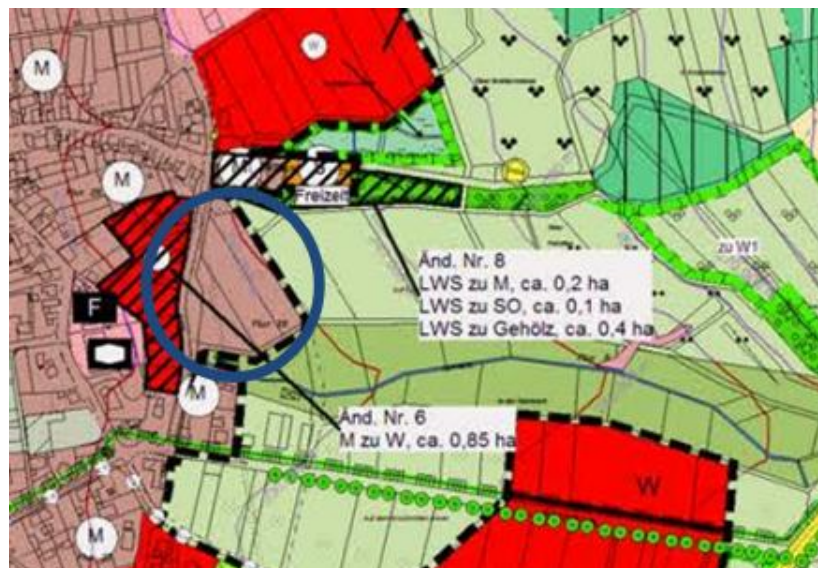 W
M
M
Freizeit
zu W1
Änd. Nr. 8
LWS zu M, ca. 0,2 ha
LWS zu SO, ca. 0,1 ha
LWS zu Gehölz, ca. 0,4 ha
F
M
Änd. Nr. 6
M zu W, ca. 0,85 ha
W
M